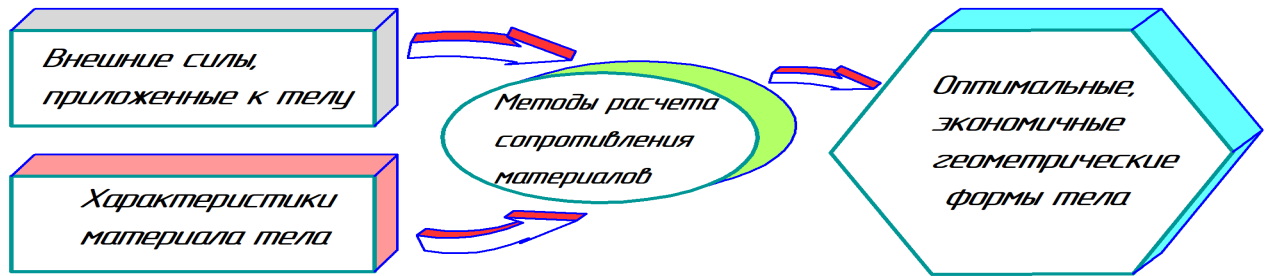 Внешние силы,
приложенные к телу
Характеристики
материала тела
Методы расчета
сопротивления
материалов
Оптимальные,
экономичные
геометрические
формы тела